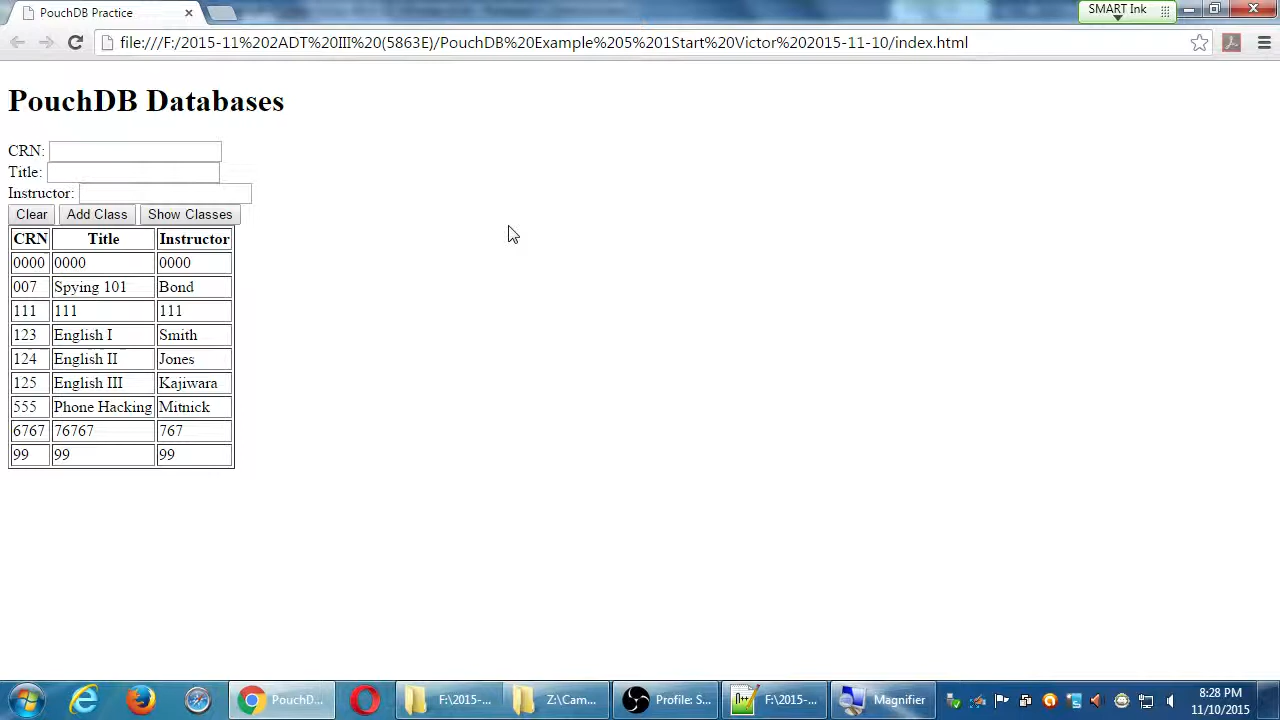 PouchDB Practice
SMART Ink
file:///F:/2015-11%202ADT%20III%20(5863E)/PouchDB%20Example%205%201Start%20Victor%202015-11-10/index.html
PouchDB Databases
CRN:
Title:
Instructor:
Clear Add Class Show Classes
CRN Title Instructor
0000 0000 0000
007 Spying 101 Bond
111 111 111
123 English I Smith
124 English II Jones
125 English III Kajiwara
555 Phone Hacking Mitnick
6767 76767 767
99 99 99
PouchD... F:\2015-... Z:\Cam... Profile: S... F:\2015-... Magnifier
8:28 PM
11/10/2015